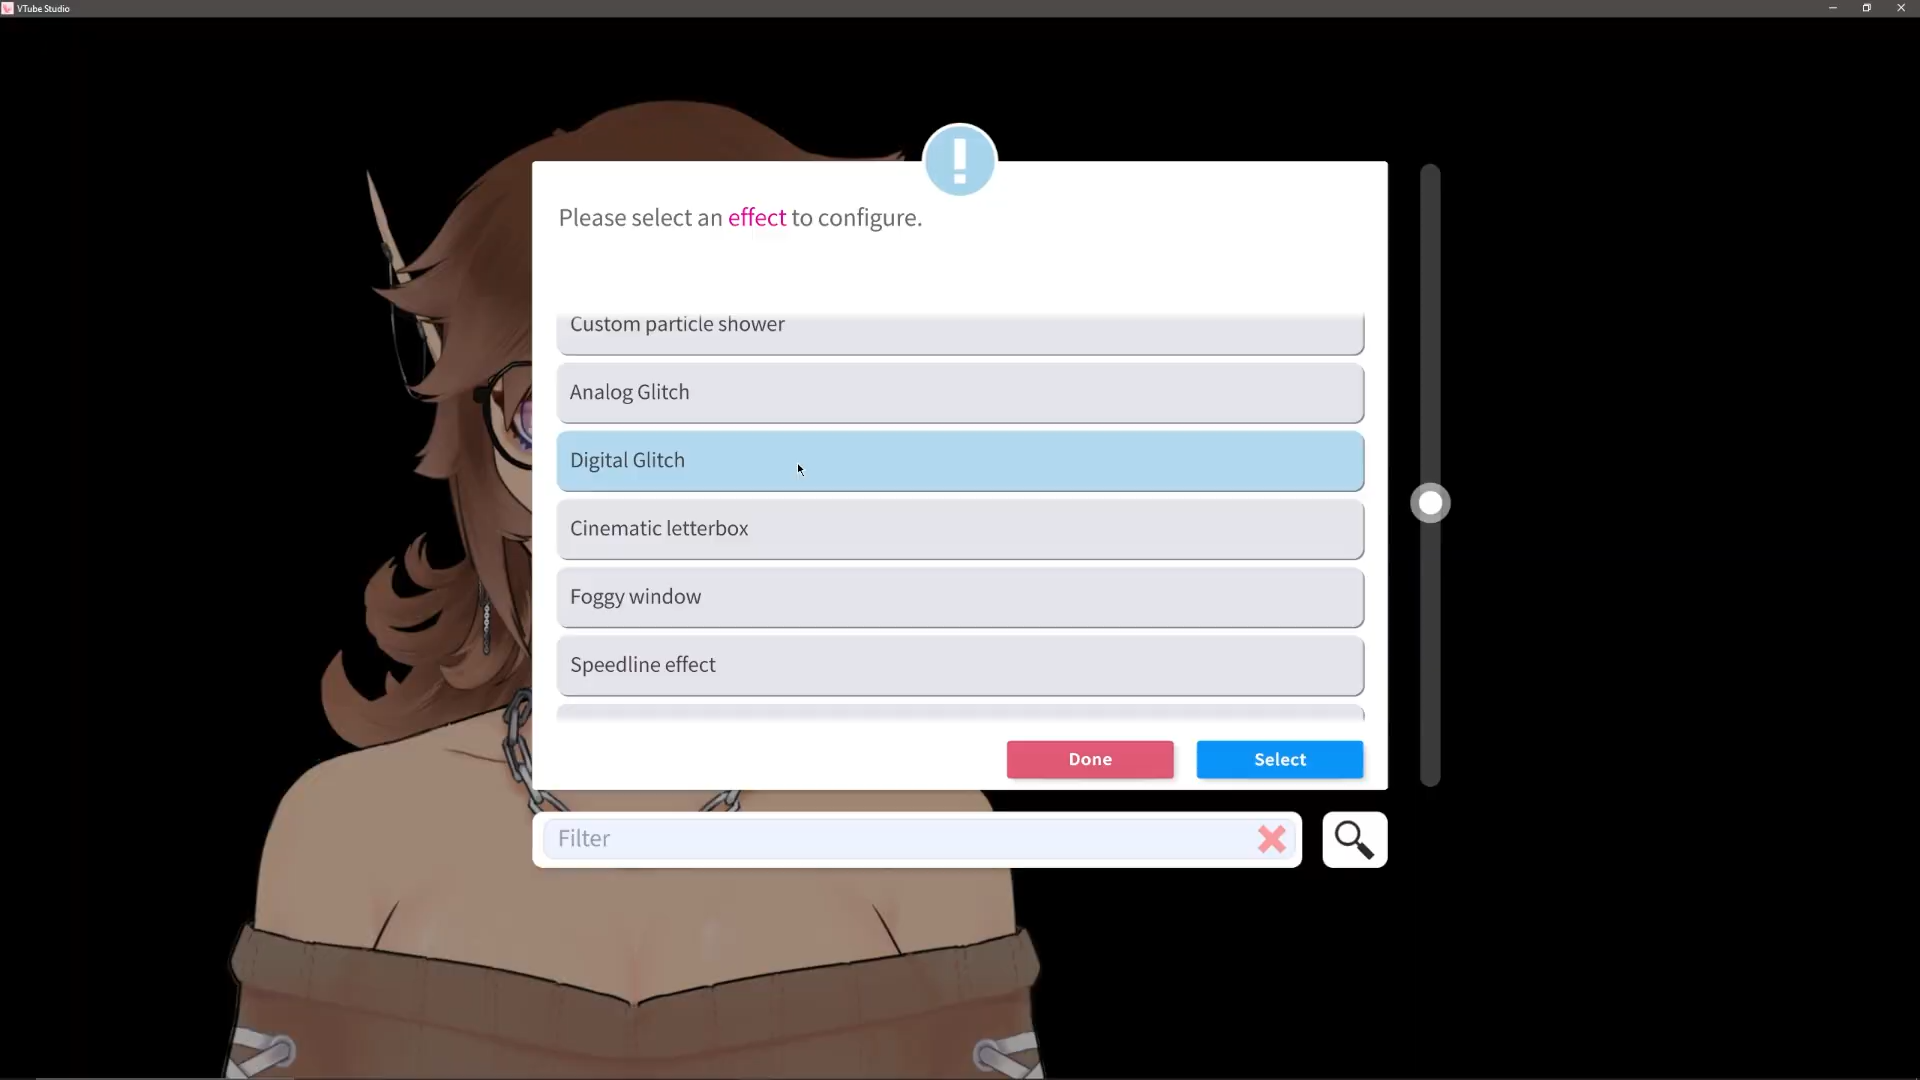 VTube Studio
Please select an effect to configure.
Custom particle shower
Analog Glitch
Digital Glitch
Cinematic letterbox
Foggy window
Speedline effect
Done
Select
Filter